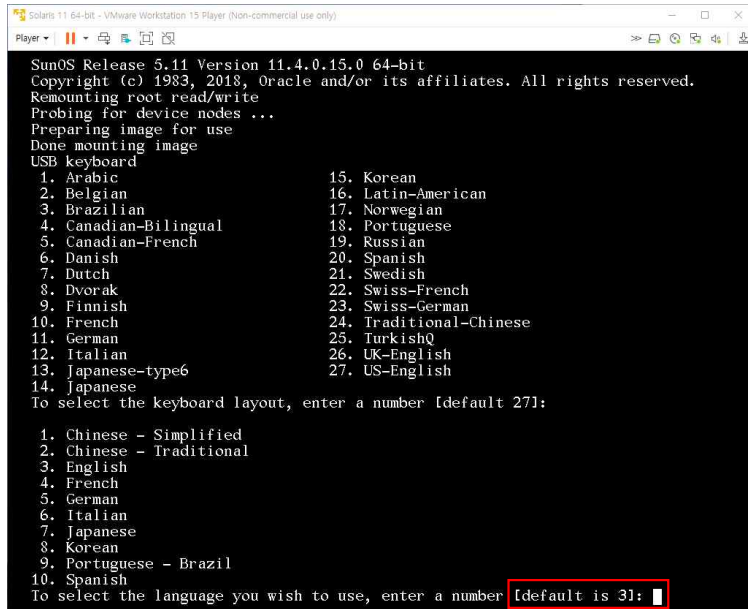 Solaris 11 64-bit - VMware Workstation 15 Player (Non-commercial use only)
Player
SunOS Release 5.11 Version 11.4.0.15.0 64-bit
Copyright (c) 1983, 2018, Oracle and/or its affiliates. All rights reserved.
Remounting root read/write
Probing for device nodes ...
Preparing image for use
Done mounting image
USB keyboard
1. Arabic 15. Korean
2. Belgian 16. Latin-American
3. Brazilian 17. Norwegian
4. Canadian-Bilingual 18. Portuguese
5. Canadian-French 19. Russian
6. Danish 20. Spanish
7. Dutch 21. Swedish
8. Dvorak 22. Swiss-French
9. Finnish 23. Swiss-German
10. French 24. Traditional-Chinese
11. German 25. TurkishQ
12. Italian 26. UK-English
13. Japanese-type6 27. US-English
14. Japanese
To select the keyboard layout, enter a number [default 27]:
1. Chinese - Simplified
2. Chinese - Traditional
3. English
4. French
5. German
6. Italian
7. Japanese
8. Korean
9. Portuguese - Brazil
10. Spanish
To select the language you wish to use, enter a number [default is 3]: